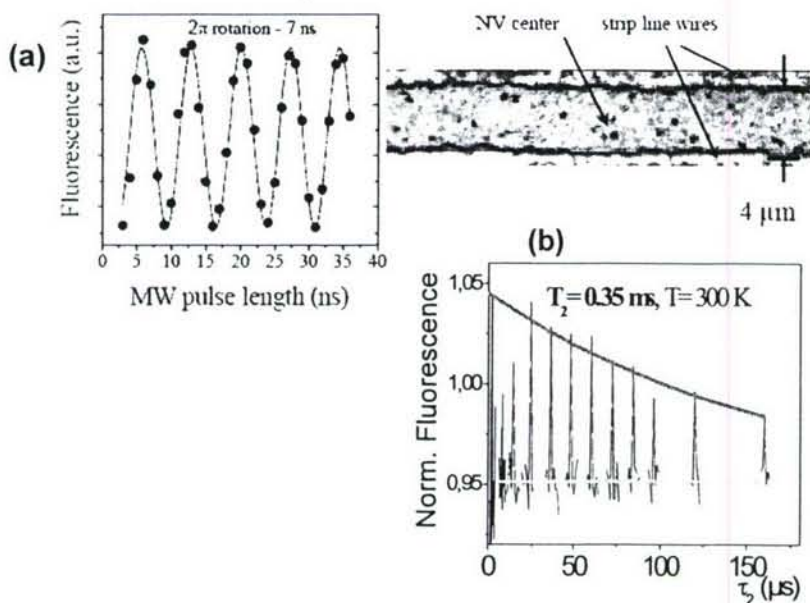 (a)
Fluorescence (a.u.)
2π rotation - 7 ns
0 5 10 15 20 25 30 35 40
MW pulse length (ns)
NV center
strip line wires
4 µm
(b)
Norm. Fluorescence
1,05
1,00
0,95
T₂ = 0.35 ms, T= 300 K
0 50 100 150
τ₂ (µs)